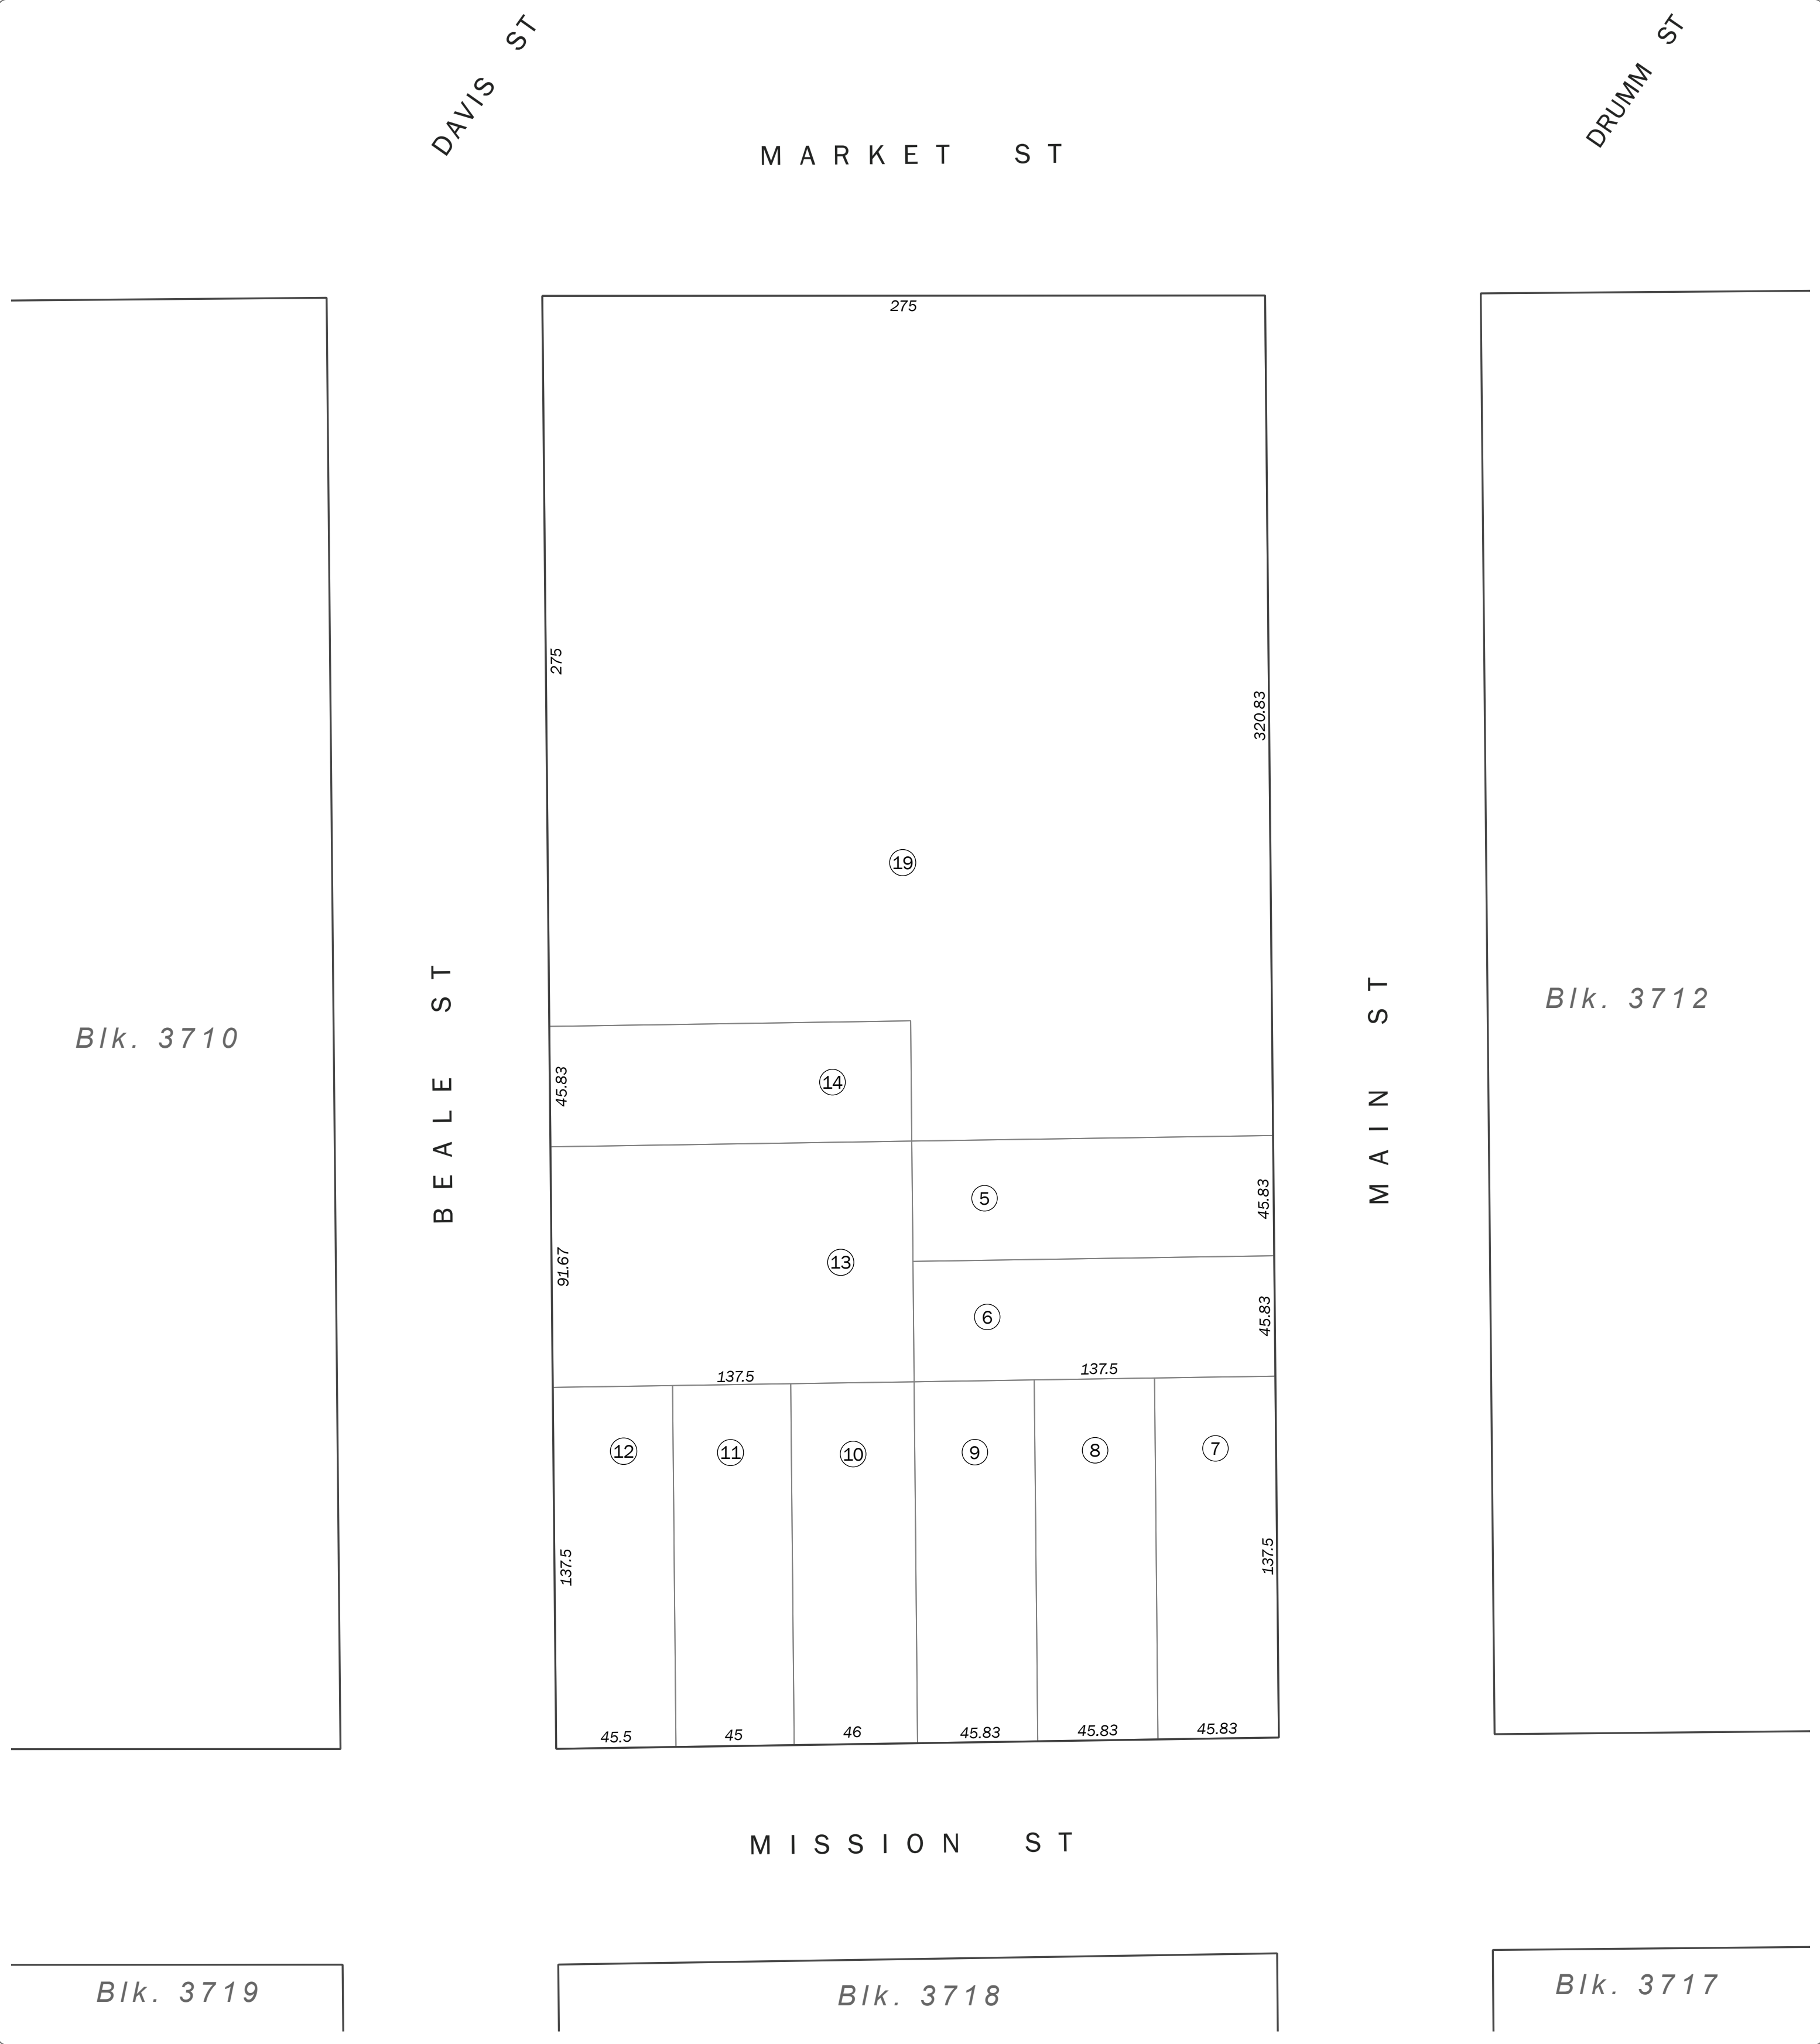 DAVIS ST
DRUMM ST
MARKET ST
275
275
320.83
19
BEALE ST
MAIN ST
Blk. 3710
Blk. 3712
45.83
14
5
45.83
91.67
13
6
45.83
137.5
137.5
12
11
10
9
8
7
137.5
137.5
45.5
45
46
45.83
45.83
45.83
MISSION ST
Blk. 3719
Blk. 3718
Blk. 3717